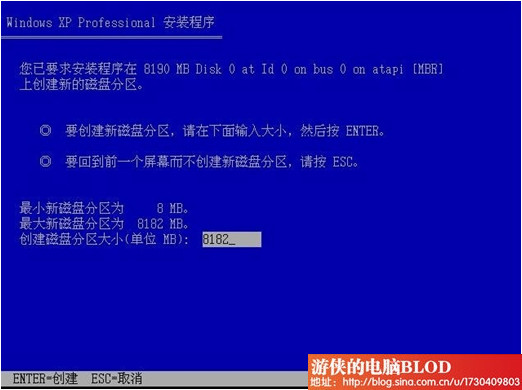 Windows XP Professional 安装程序
您已要求安装程序在 8190 MB Disk 0 at Id 0 on bus 0 on atapi [MBR]
上创建新的磁盘分区。
◎ 要创建新磁盘分区，请在下面输入大小，然后按 ENTER。
◎ 要回到前一个屏幕而不创建新磁盘分区，请按 ESC。
最小新磁盘分区为 8 MB。
最大新磁盘分区为 8182 MB。
创建磁盘分区大小(单位 MB): 8182_
ENTER=创建 ESC=取消
游侠的电脑BLOD
地址: http://blog.sina.com.cn/u/1730409803